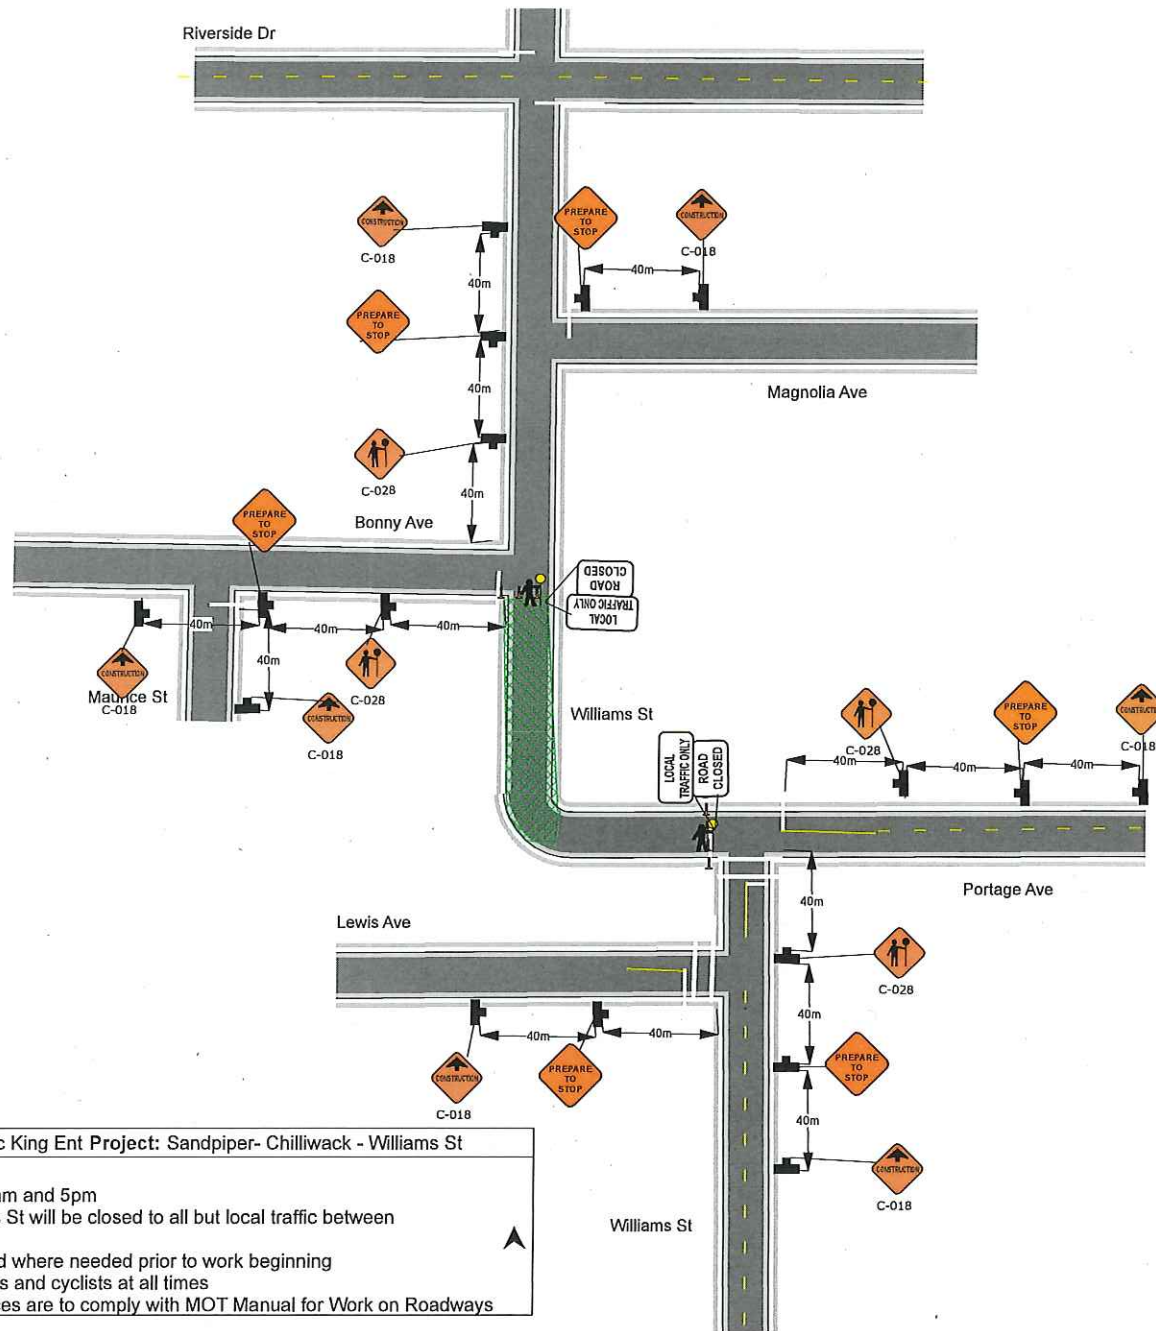 Riverside Dr
CONSTRUCTION
C-018
PREPARE
TO
STOP
CONSTRUCTION
C-018
40m
40m
PREPARE
TO
STOP
40m
Magnolia Ave
C-028
40m
Bonny Ave
PREPARE
TO
STOP
ROAD
CLOSED
LOCAL
TRAFFIC ONLY
40m
40m
40m
40m
CONSTRUCTION
Maurice St
C-018
C-028
CONSTRUCTION
C-018
Williams St
LOCAL
TRAFFIC ONLY
ROAD
CLOSED
C-028
PREPARE
TO
STOP
CONSTRUCTION
C-018
40m
40m
40m
Portage Ave
40m
Lewis Ave
C-028
40m
PREPARE
TO
STOP
40m
40m
CONSTRUCTION
C-018
PREPARE
TO
STOP
40m
CONSTRUCTION
C-018
Williams St
c King Ent Project: Sandpiper- Chilliwack - Williams St
m and 5pm
St will be closed to all but local traffic between
d where needed prior to work beginning
s and cyclists at all times
es are to comply with MOT Manual for Work on Roadways